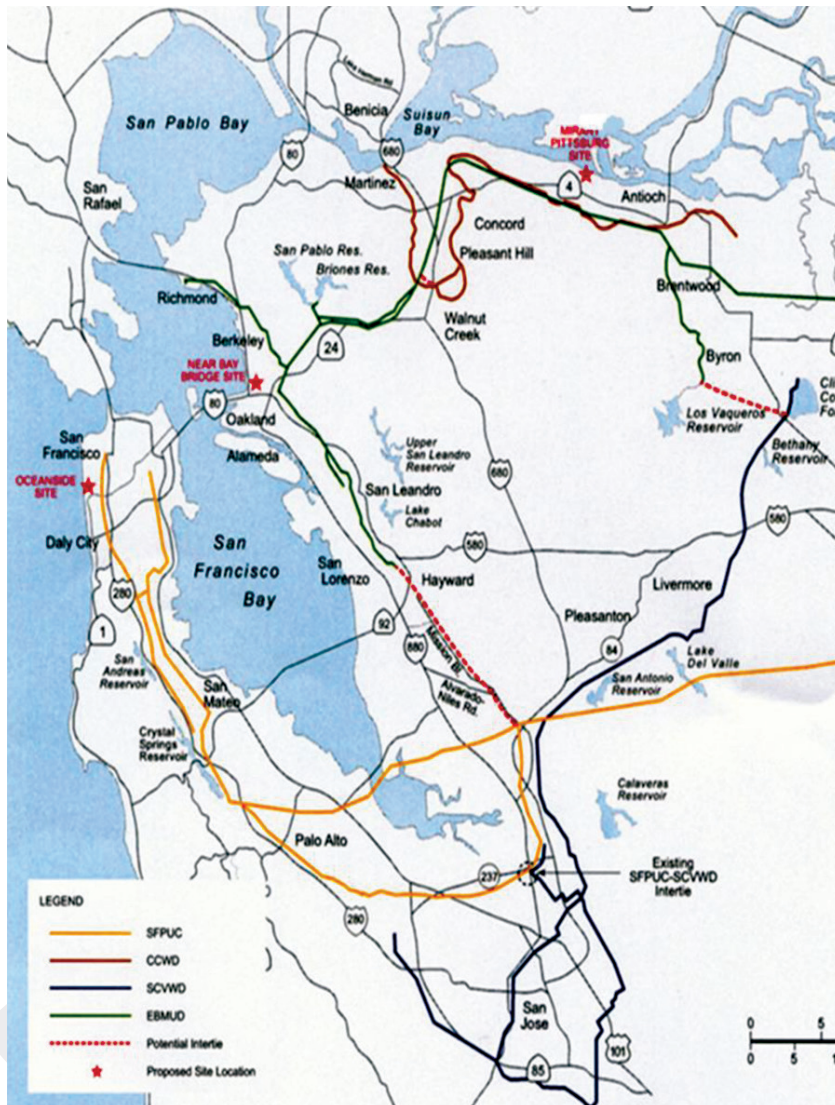 Lake Herman Rd
Benicia
San Pablo Bay
Suisun
Bay
MIRANT
PITTSBURG
SITE
80
680
San
Rafael
Martinez
4
Antioch
Concord
San Pablo Res.
Briones Res.
Pleasant Hill
Richmond
Brentwood
Berkeley
24
Walnut
Creek
Byron
NEAR BAY
BRIDGE SITE
80
Oakland
Los Vaqueros
Reservoir
San
Francisco
Alameda
Upper
San Leandro
Reservoir
Bethany
Reservoir
OCEANSIDE
SITE
680
San Leandro
Lake
Chabot
580
Daly City
San
Francisco
Bay
580
San
Lorenzo
Hayward
Livermore
280
Pleasanton
1
92
Mission Bl.
880
84
San
Andreas
Reservoir
San
Mateo
Alvarado-
Niles Rd.
San Antonio
Reservoir
Lake
Del Valle
Crystal
Springs
Reservoir
Calaveras
Reservoir
Palo Alto
237
Existing
SFPUC-SCVWD
Intertie
280
LEGEND
SFPUC
CCWD
SCVWD
EBMUD
Potential Intertie
Proposed Site Location
San
Jose
85
101
0 5
0 5